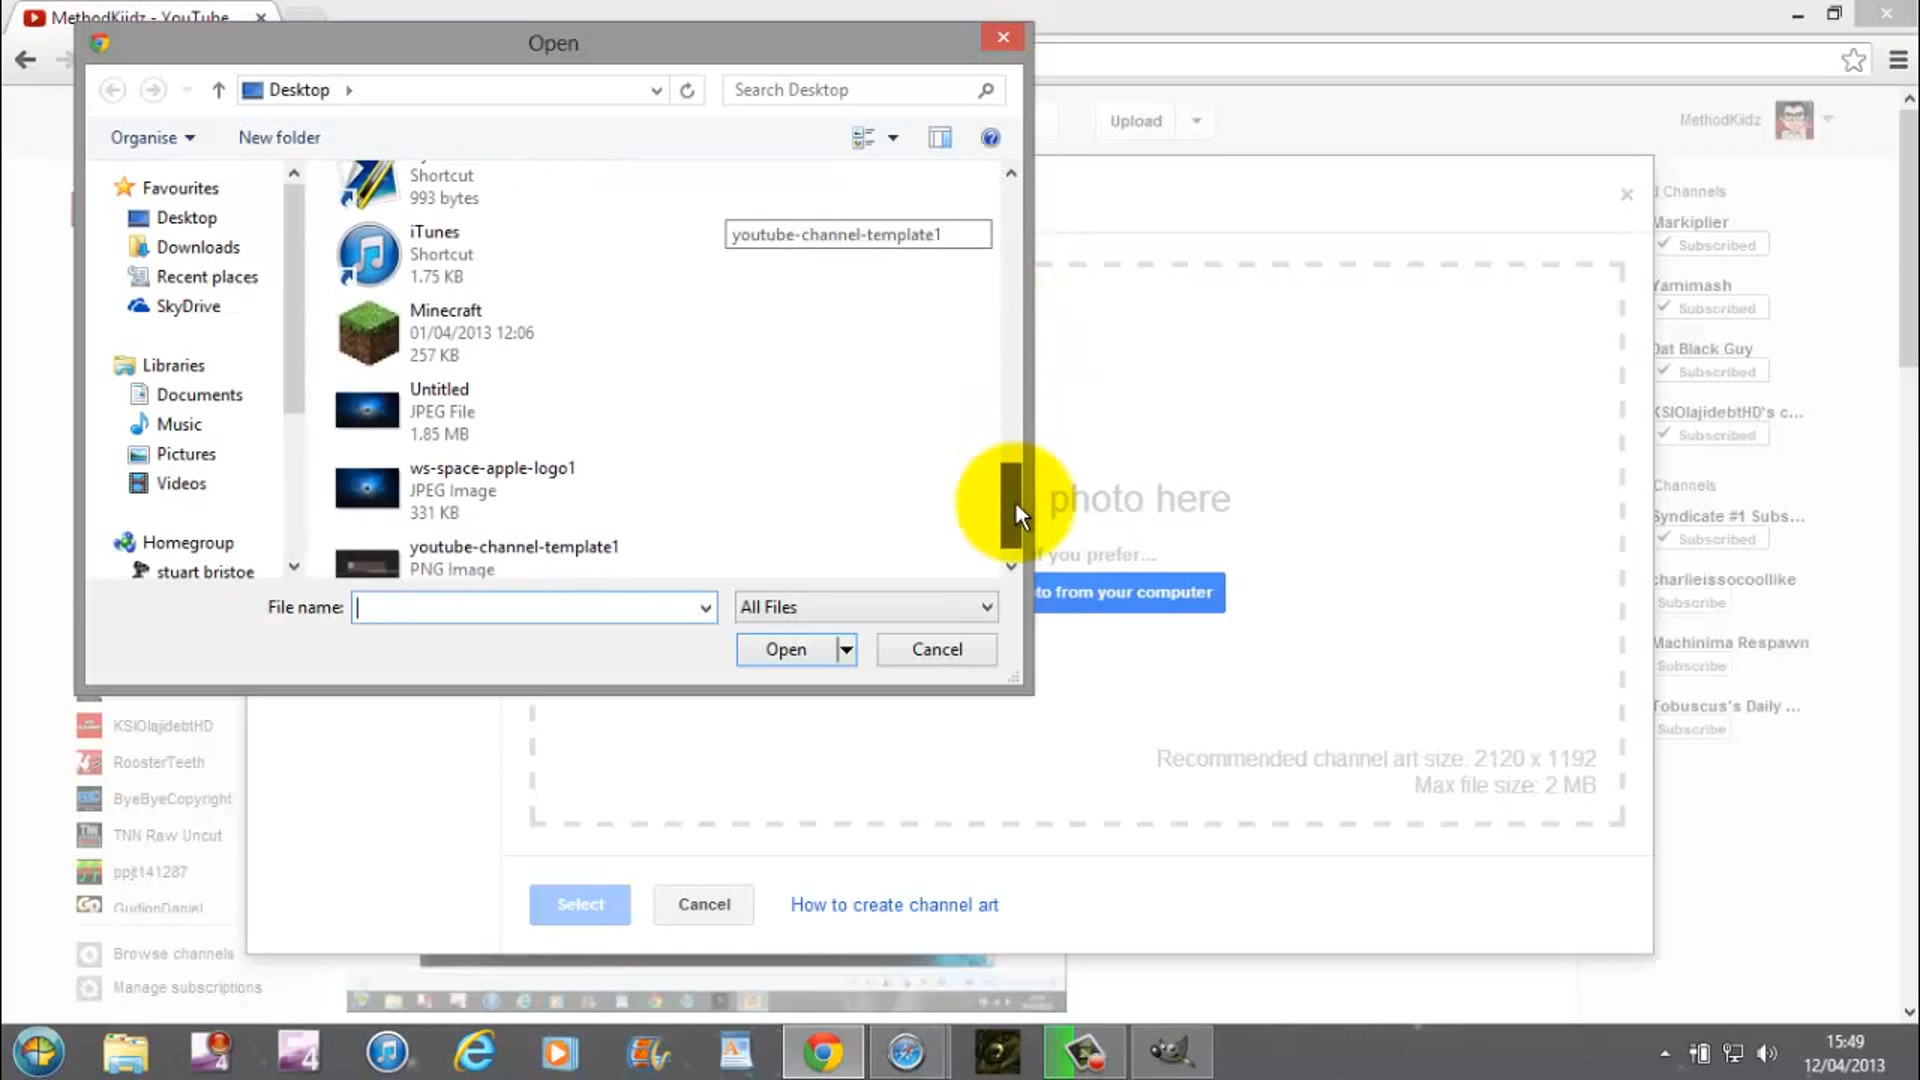 MethodKiidz - YouTube
Open
Desktop
Search Desktop
Organise
New folder
Favourites
Desktop
Downloads
Recent places
SkyDrive
Libraries
Documents
Music
Pictures
Videos
Homegroup
stuart bristoe
Shortcut
993 bytes
iTunes
Shortcut
1.75 KB
youtube-channel-template1
Minecraft
01/04/2013 12:06
257 KB
Untitled
JPEG File
1.85 MB
ws-space-apple-logo1
JPEG Image
331 KB
youtube-channel-template1
PNG Image
File name:
All Files
Open
Cancel
Upload
MethodKiidz
d Channels
Markiplier
Subscribed
Yamimash
Subscribed
Dat Black Guy
Subscribed
KSIOlajidebtHD's c...
Subscribed
Channels
Syndicate #1 Subs...
Subscribed
charlieissocoollike
Subscribe
Machinima Respawn
Subscribe
Tobuscus's Daily ...
Subscribe
photo here
if you prefer...
to from your computer
Recommended channel art size: 2120 x 1192
Max file size: 2 MB
Select
Cancel
How to create channel art
KSIOlajidebtHD
RoosterTeeth
ByeByeCopyright
TNN Raw Uncut
ppjt141287
GudjonDaniel
Browse channels
Manage subscriptions
15:49
12/04/2013